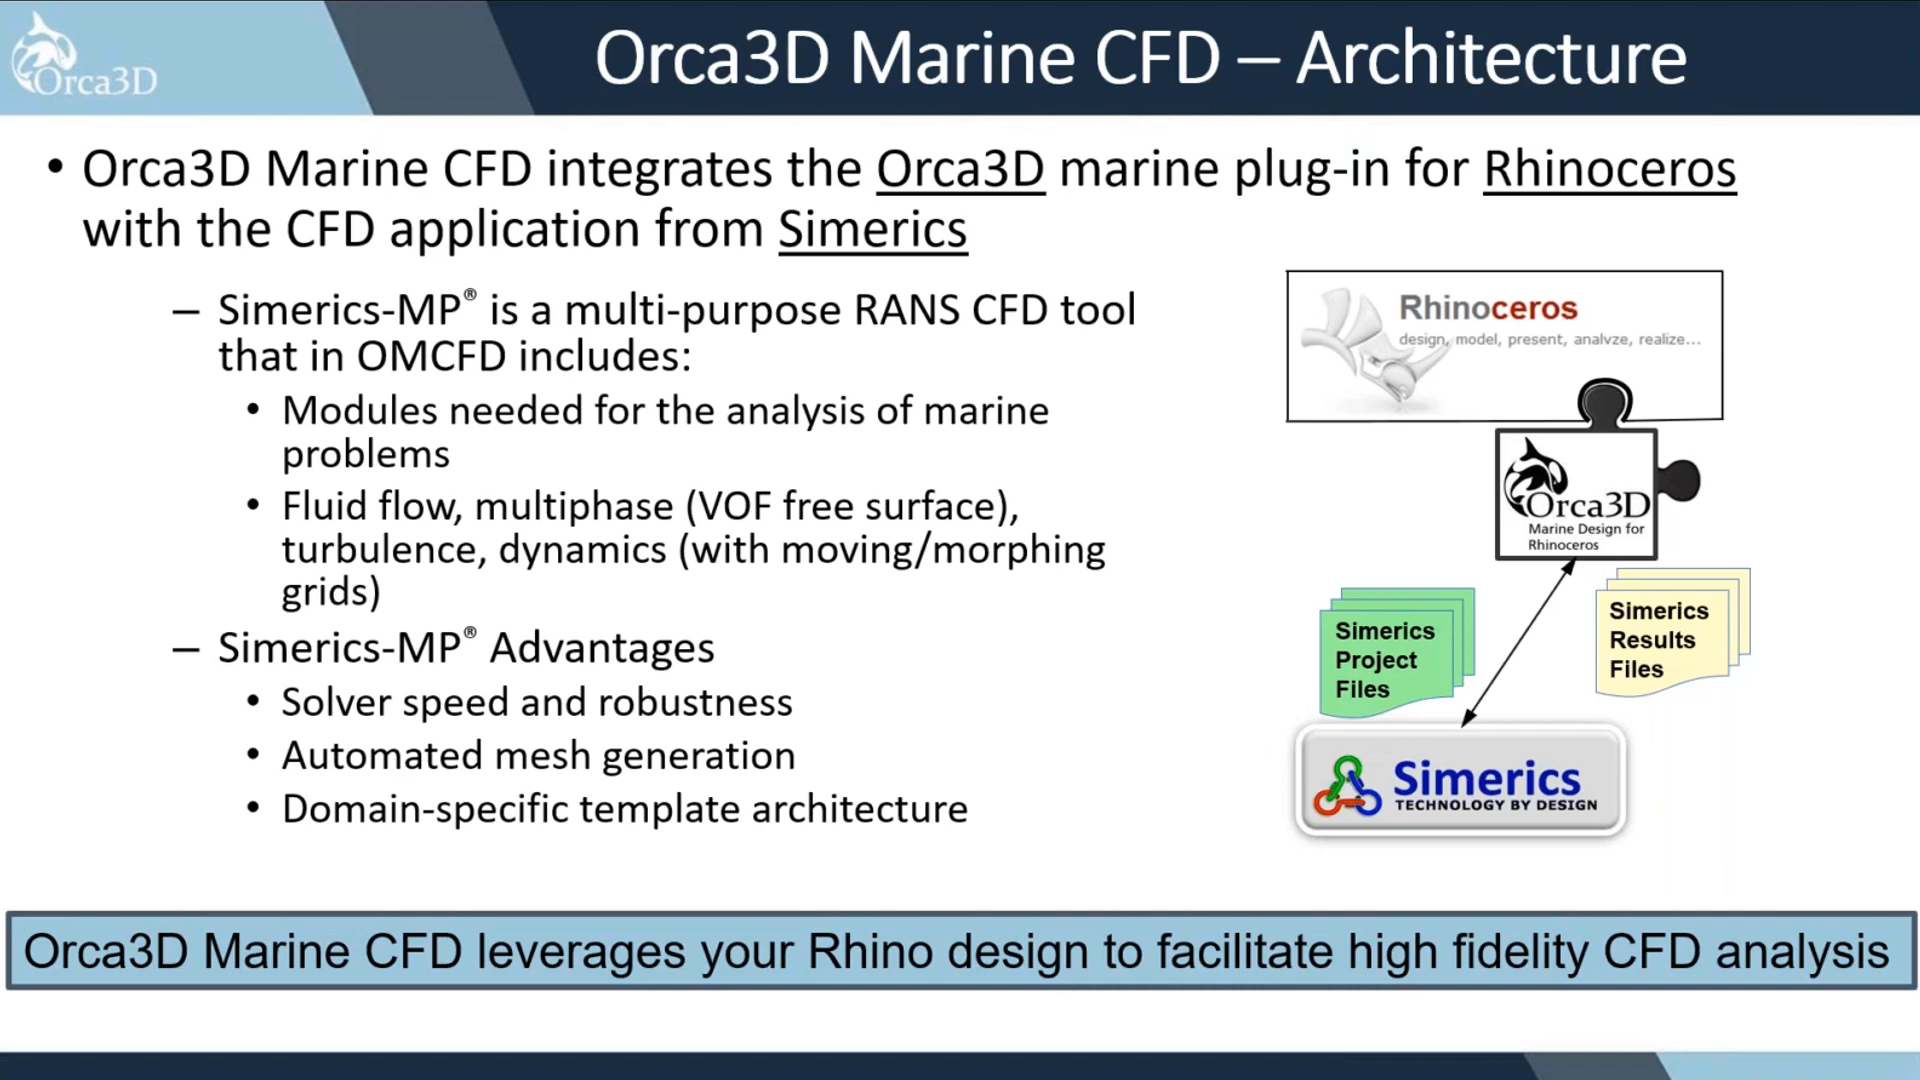 Orca3D
Orca3D Marine CFD – Architecture
• Orca3D Marine CFD integrates the Orca3D marine plug-in for Rhinoceros
with the CFD application from Simerics
– Simerics-MP® is a multi-purpose RANS CFD tool
that in OMCFD includes:
• Modules needed for the analysis of marine
problems
• Fluid flow, multiphase (VOF free surface),
turbulence, dynamics (with moving/morphing
grids)
– Simerics-MP® Advantages
• Solver speed and robustness
• Automated mesh generation
• Domain-specific template architecture
Rhinoceros
design, model, present, analyze, realize...
Orca3D
Marine Design for
Rhinoceros
Simerics
Project
Files
Simerics
Results
Files
Simerics
TECHNOLOGY BY DESIGN
Orca3D Marine CFD leverages your Rhino design to facilitate high fidelity CFD analysis